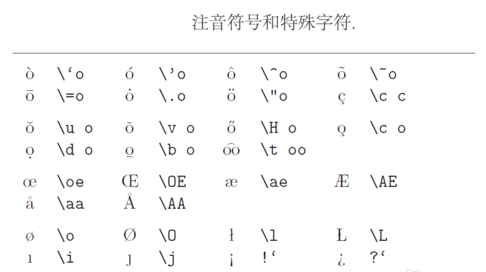 注音符号和特殊字符.
ò \`o ó \'o ô \^o õ \~o
ō \=o ȯ \.o ö \"o ç \c c
ŏ \u o ǒ \v o ő \H o o̧ \c o
ọ \d o o̱ \b o o͡o \t oo
œ \oe Œ \OE æ \ae Æ \AE
å \aa Å \AA
ø \o Ø \O ł \l Ł \L
ı \i ȷ \j ¡ !` ¿ ?`